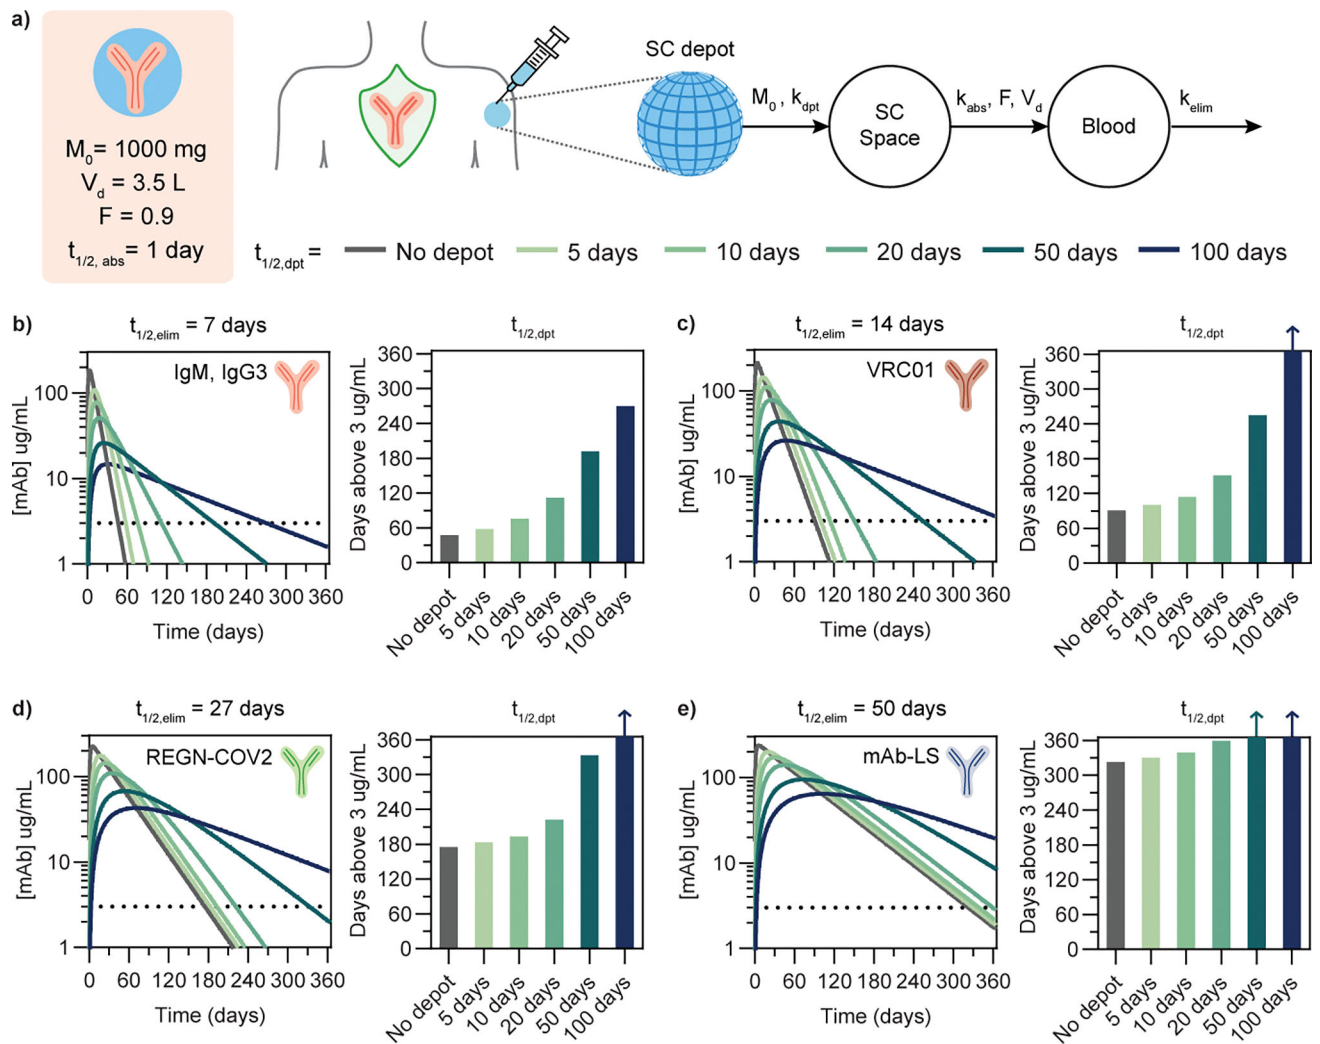 a)
M0= 1000 mg
Vd = 3.5 L
F = 0.9
t1/2, abs= 1 day
SC depot
M0 , kdpt
SC
Space
kabs, F, Vd
Blood
kelim
t1/2,dpt =
No depot
5 days
10 days
20 days
50 days
100 days
b)
t1/2,elim = 7 days
IgM, IgG3
[mAb] ug/mL
100
10
1
0 60 120 180 240 300 360
Time (days)
t1/2,dpt
Days above 3 ug/mL
360
300
240
180
120
60
0
No depot
5 days
10 days
20 days
50 days
100 days
c)
t1/2,elim = 14 days
VRC01
[mAb] ug/mL
100
10
1
0 60 120 180 240 300 360
Time (days)
t1/2,dpt
Days above 3 ug/mL
360
300
240
180
120
60
0
No depot
5 days
10 days
20 days
50 days
100 days
d)
t1/2,elim = 27 days
REGN-COV2
[mAb] ug/mL
100
10
1
0 60 120 180 240 300 360
Time (days)
t1/2,dpt
Days above 3 ug/mL
360
300
240
180
120
60
0
No depot
5 days
10 days
20 days
50 days
100 days
e)
t1/2,elim = 50 days
mAb-LS
[mAb] ug/mL
100
10
1
0 60 120 180 240 300 360
Time (days)
t1/2,dpt
Days above 3 ug/mL
360
300
240
180
120
60
0
No depot
5 days
10 days
20 days
50 days
100 days